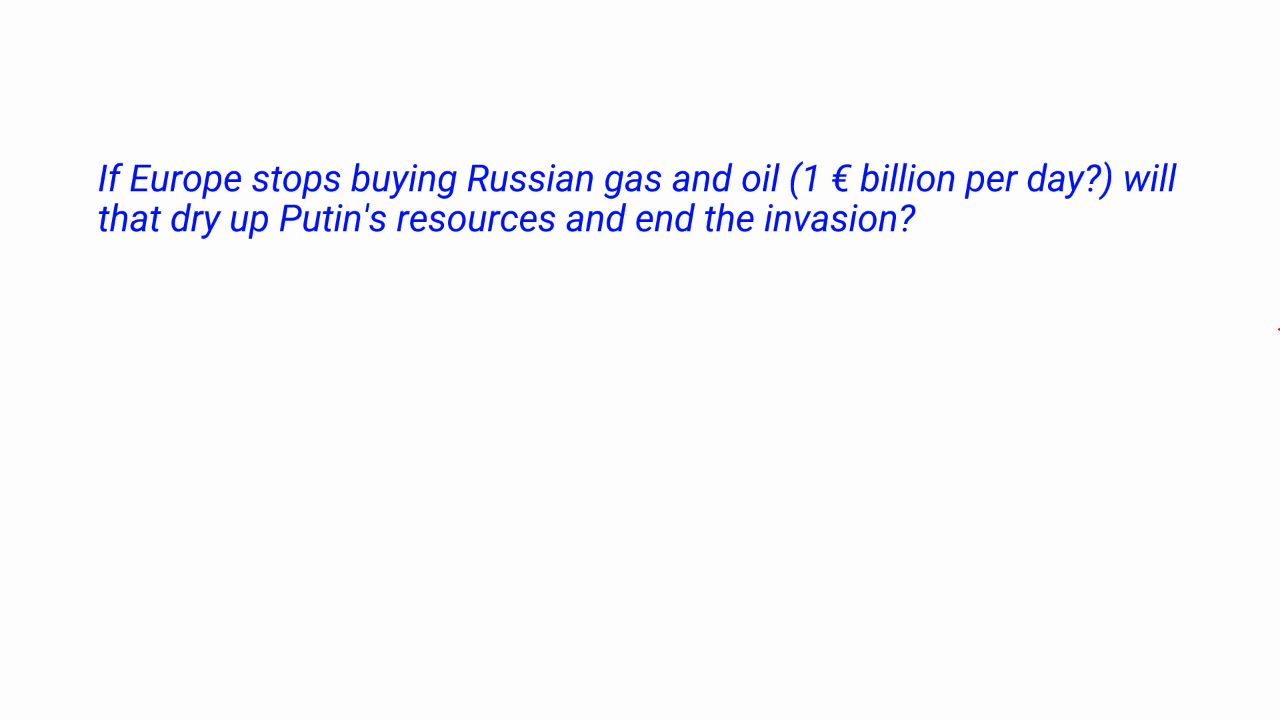 If Europe stops buying Russian gas and oil (1 € billion per day?) will
that dry up Putin's resources and end the invasion?